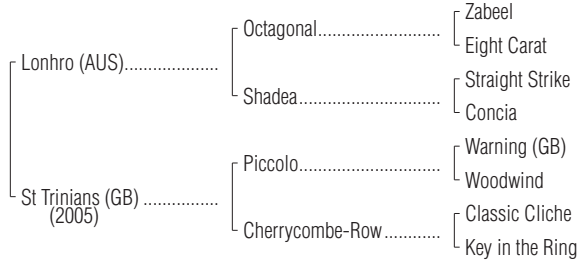 Zabeel
Octagonal
Eight Carat
Lonhro (AUS)
Straight Strike
Shadea
Concia
Warning (GB)
Piccolo
Woodwind
St Trinians (GB)
(2005)
Classic Cliche
Cherrycombe-Row
Key in the Ring